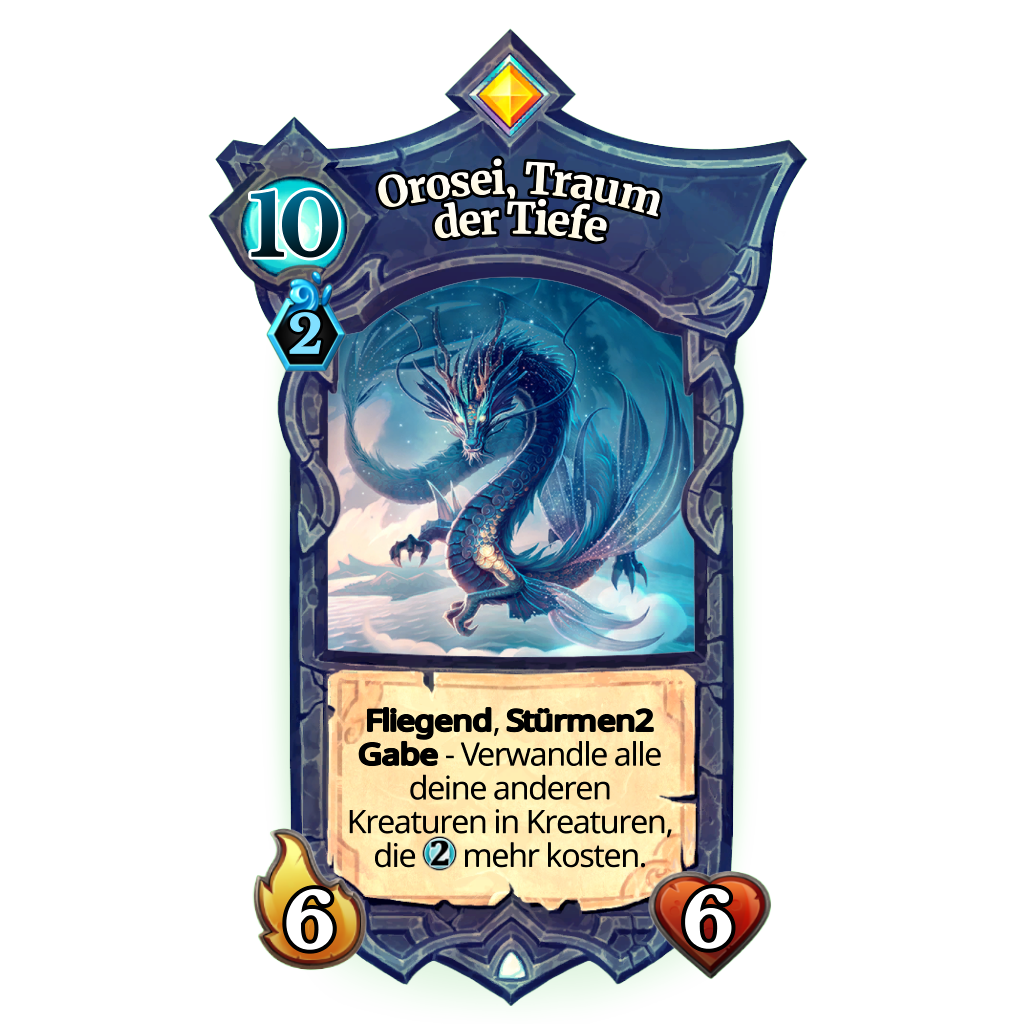 10
Orosei, Traum
der Tiefe
2
Fliegend, Stürmen2
Gabe - Verwandle alle
deine anderen
Kreaturen in Kreaturen,
die 2 mehr kosten.
6
6